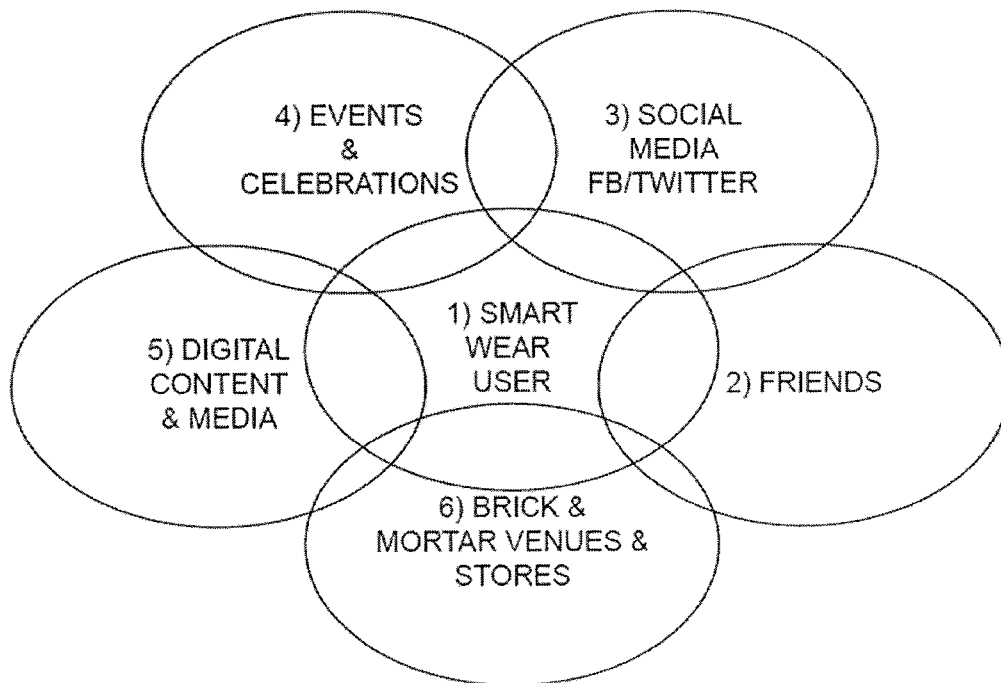 4) EVENTS
&
CELEBRATIONS
3) SOCIAL
MEDIA
FB/TWITTER
1) SMART
WEAR
USER
5) DIGITAL
CONTENT
& MEDIA
2) FRIENDS
6) BRICK &
MORTAR VENUES &
STORES